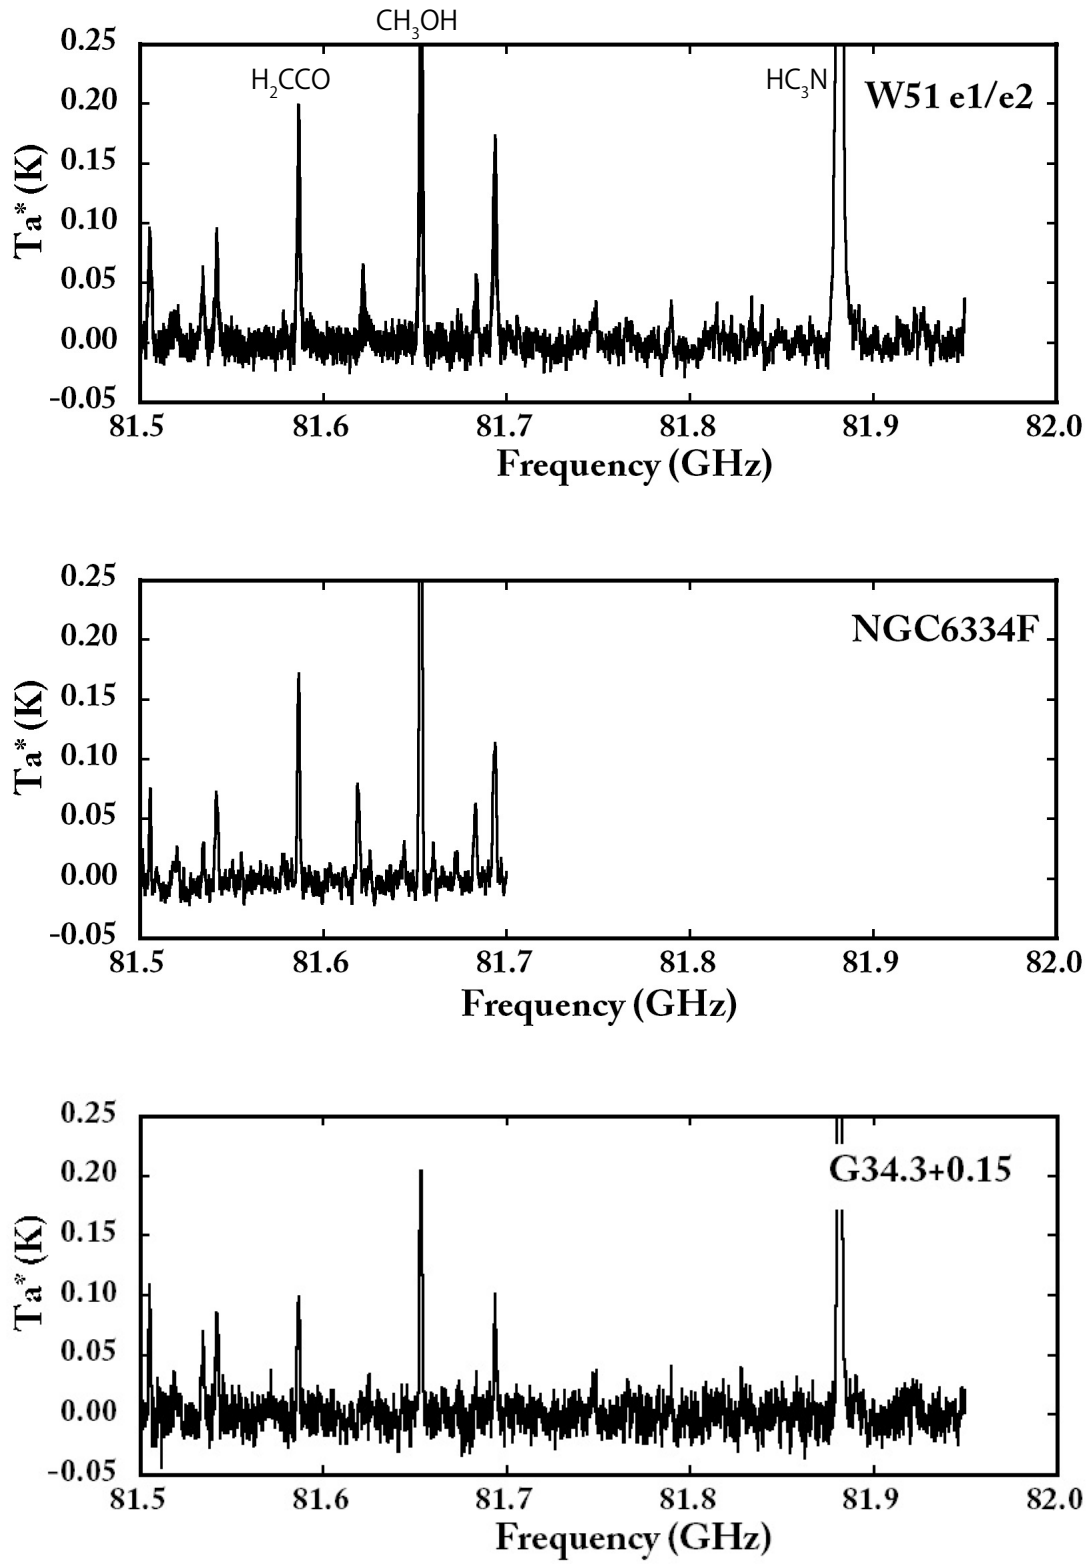 CH3OH
0.25
H2CCO
HC3N
W51 e1/e2
0.20
0.15
0.10
0.05
0.00
-0.05
Ta* (K)
81.5 81.6 81.7 81.8 81.9 82.0
Frequency (GHz)
0.25
NGC6334F
0.20
0.15
0.10
0.05
0.00
-0.05
Ta* (K)
81.5 81.6 81.7 81.8 81.9 82.0
Frequency (GHz)
0.25
G34.3+0.15
0.20
0.15
0.10
0.05
0.00
-0.05
Ta* (K)
81.5 81.6 81.7 81.8 81.9 82.0
Frequency (GHz)